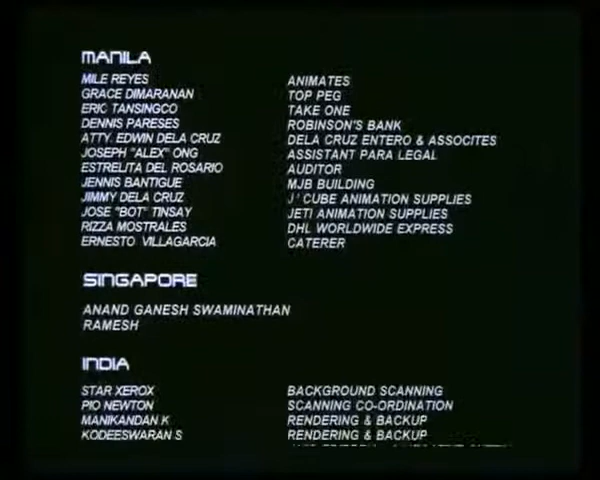 MANILA
MILE REYES ANIMATES
GRACE DIMARANAN TOP PEG
ERIC TANSINGCO TAKE ONE
DENNIS PARESES ROBINSON'S BANK
ATTY. EDWIN DELA CRUZ DELA CRUZ ENTERO & ASSOCITES
JOSEPH "ALEX" ONG ASSISTANT PARA LEGAL
ESTRELITA DEL ROSARIO AUDITOR
JENNIS BANTIGUE MJB BUILDING
JIMMY DELA CRUZ J ' CUBE ANIMATION SUPPLIES
JOSE "BOT" TINSAY JETI ANIMATION SUPPLIES
RIZZA MOSTRALES DHL WORLDWIDE EXPRESS
ERNESTO VILLAGARCIA CATERER
SINGAPORE
ANAND GANESH SWAMINATHAN
RAMESH
INDIA
STAR XEROX BACKGROUND SCANNING
PIO NEWTON SCANNING CO-ORDINATION
MANIKANDAN K RENDERING & BACKUP
KODEESWARAN S RENDERING & BACKUP